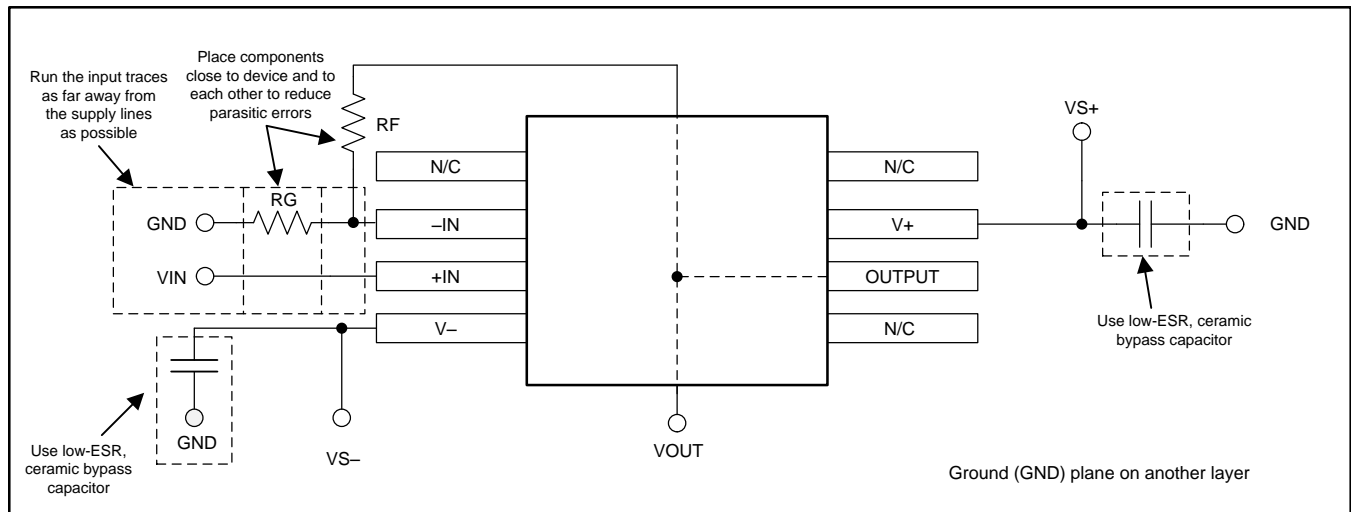 Run the input traces
as far away from
the supply lines
as possible
Place components
close to device and to
each other to reduce
parasitic errors
RF
N/C
RG
GND
–IN
VIN
+IN
V–
GND
Use low-ESR,
ceramic bypass
capacitor
VS–
VOUT
N/C
V+
OUTPUT
N/C
VS+
GND
Use low-ESR, ceramic
bypass capacitor
Ground (GND) plane on another layer